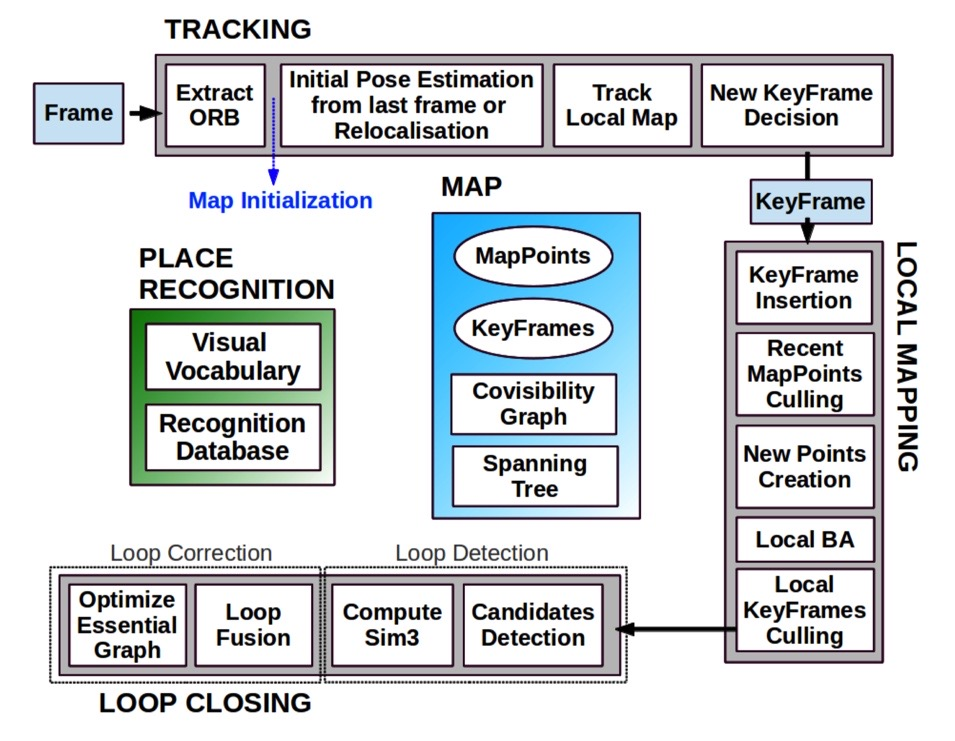 TRACKING
Frame
Extract
ORB
Initial Pose Estimation
from last frame or
Relocalisation
Track
Local Map
New KeyFrame
Decision
Map Initialization
MAP
KeyFrame
PLACE
RECOGNITION
Visual
Vocabulary
Recognition
Database
MapPoints
KeyFrames
Covisibility
Graph
Spanning
Tree
LOCAL MAPPING
KeyFrame
Insertion
Recent
MapPoints
Culling
New Points
Creation
Local BA
Local
KeyFrames
Culling
Loop Correction
Loop Detection
Optimize
Essential
Graph
Loop
Fusion
Compute
Sim3
Candidates
Detection
LOOP CLOSING